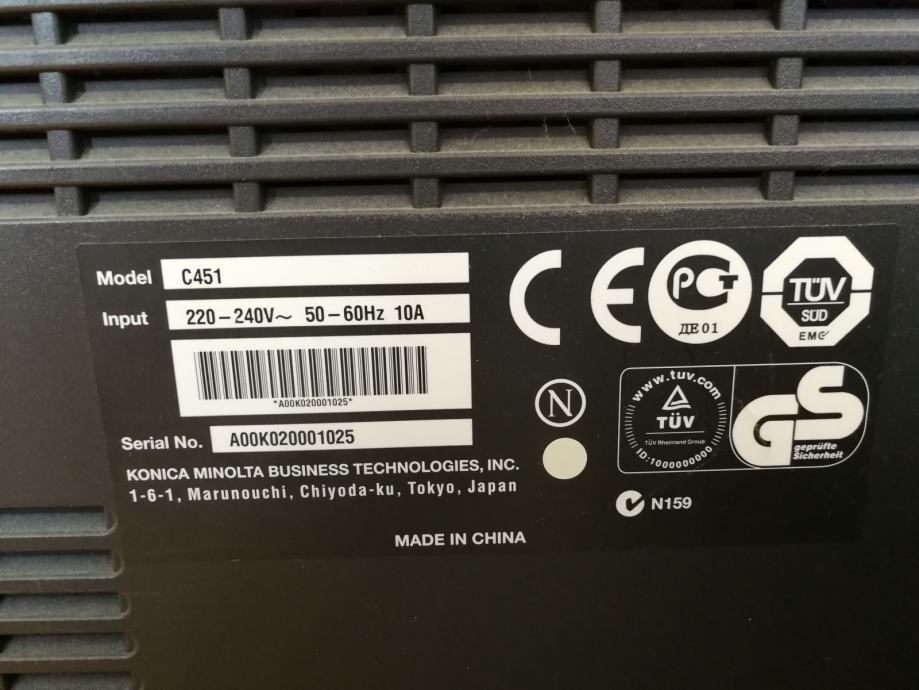 Model C451
Input 220-240V～ 50-60Hz 10A
*A00K020001025*
Serial No. A00K020001025
KONICA MINOLTA BUSINESS TECHNOLOGIES, INC.
1-6-1, Marunouchi, Chiyoda-ku, Tokyo, Japan
MADE IN CHINA
CE
РСТ
ДЕ01
TÜV
SÜD
EMC
N
www.tuv.com
TÜV
TÜV Rheinland Group
ID:1000000000
GS
geprüfte
Sicherheit
N159